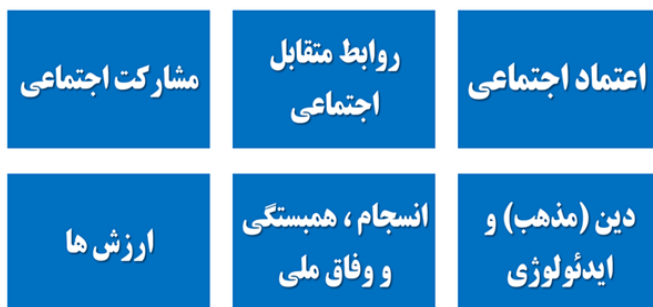 اعتماد اجتماعی
روابط متقابل
اجتماعی
مشارکت اجتماعی
دین (مذهب) و
ایدئولوژی
انسجام ، همبستگی
و وفاق ملی
ارزش ها